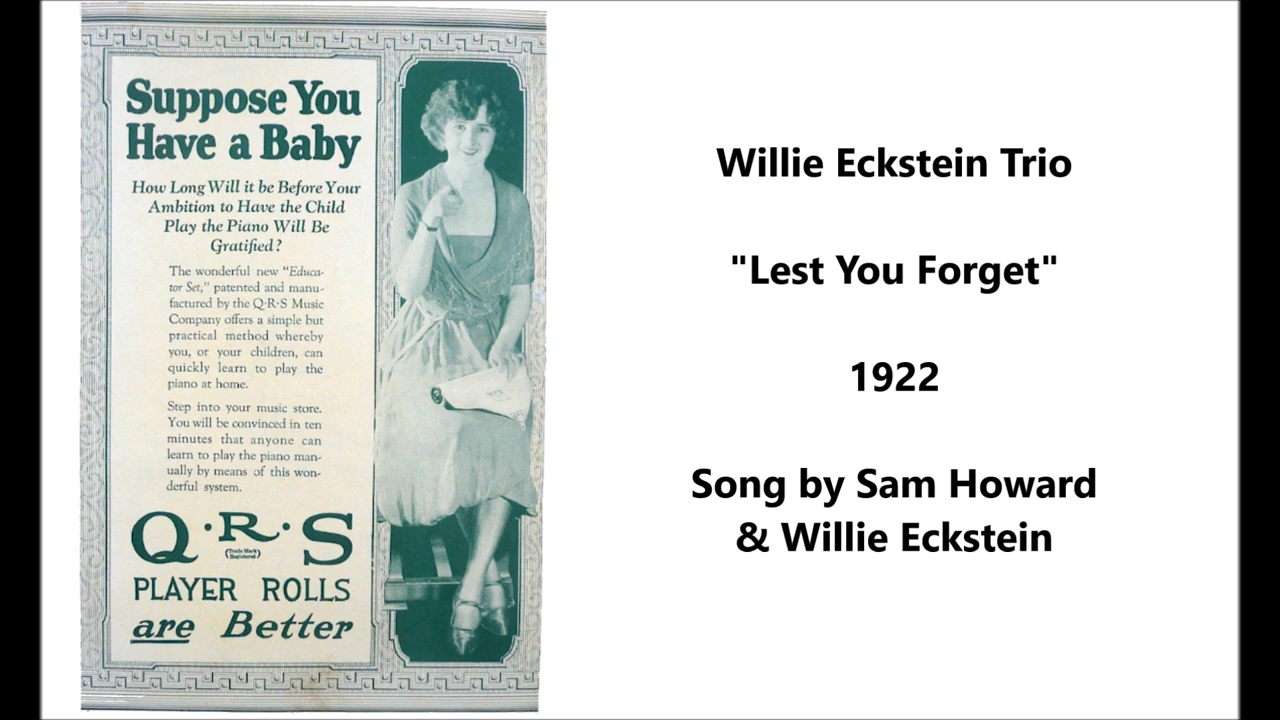 Suppose You
Have a Baby
How Long Will it be Before Your
Ambition to Have the Child
Play the Piano Will Be
Gratified?
The wonderful new “Educa-
tor Set,” patented and manu-
factured by the Q·R·S Music
Company offers a simple but
practical method whereby
you, or your children, can
quickly learn to play the
piano at home.
Step into your music store.
You will be convinced in ten
minutes that anyone can
learn to play the piano man-
ually by means of this won-
derful system.
Q·R·S
(Trade Mark
Registered)
PLAYER ROLLS
are Better
Willie Eckstein Trio
"Lest You Forget"
1922
Song by Sam Howard
& Willie Eckstein